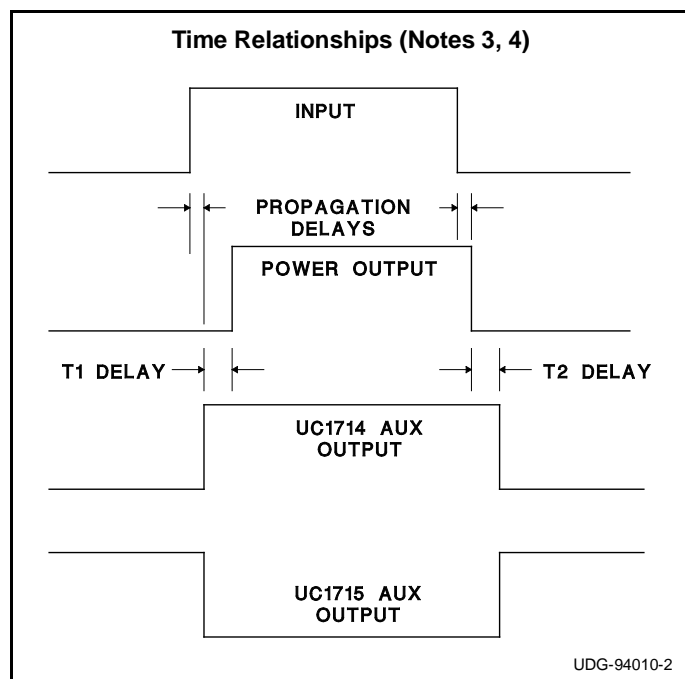 Time Relationships (Notes 3, 4)
INPUT
PROPAGATION
DELAYS
POWER OUTPUT
T1 DELAY
T2 DELAY
UC1714 AUX
OUTPUT
UC1715 AUX
OUTPUT
UDG-94010-2